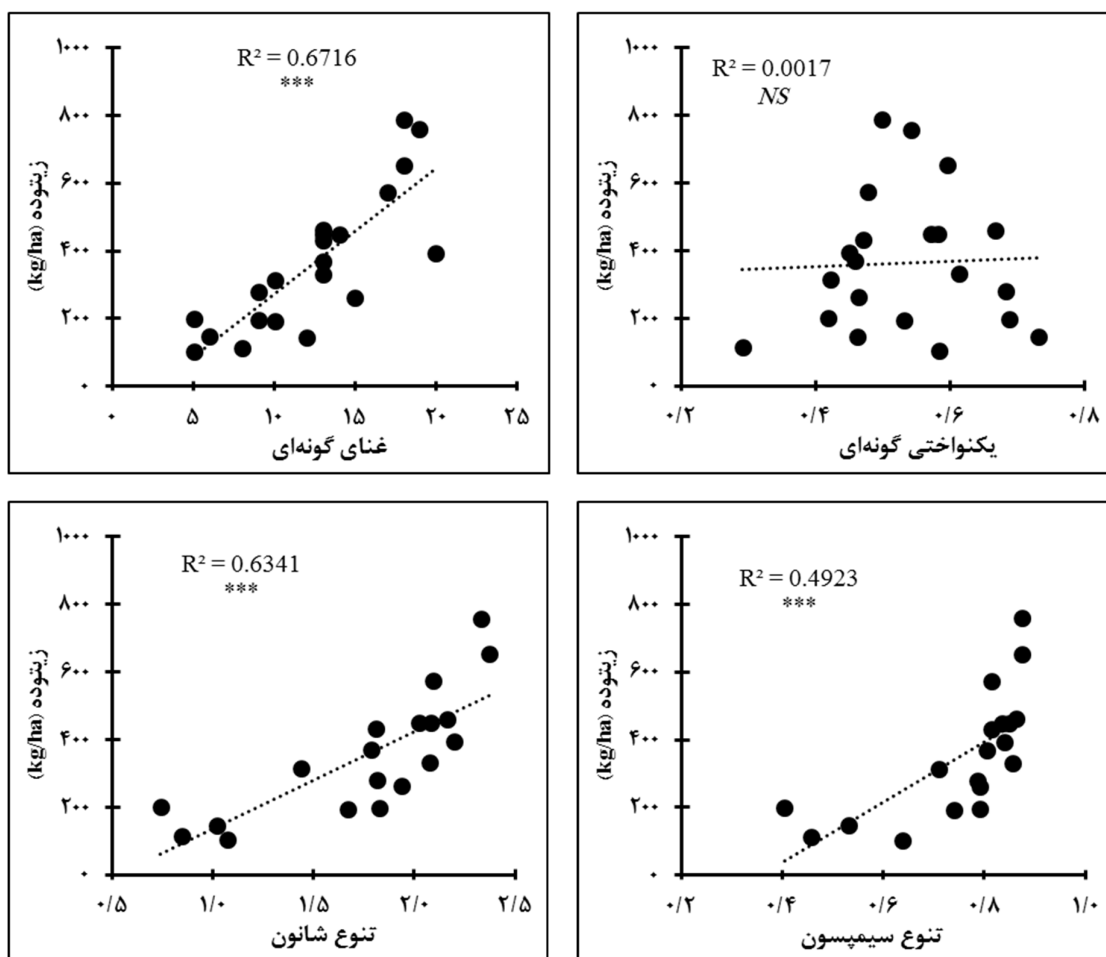 R² = 0.6716
***
۱۰۰۰
۸۰۰
۶۰۰
۴۰۰
۲۰۰
۰
زیتوده (kg/ha)
۰ ۵ ۱۰ ۱۵ ۲۰ ۲۵
غنای گونه‌ای
R² = 0.0017
NS
۱۰۰۰
۸۰۰
۶۰۰
۴۰۰
۲۰۰
۰
زیتوده (kg/ha)
۰/۲ ۰/۴ ۰/۶ ۰/۸
یکنواختی گونه‌ای
R² = 0.6341
***
۱۰۰۰
۸۰۰
۶۰۰
۴۰۰
۲۰۰
۰
زیتوده (kg/ha)
۰/۵ ۱/۰ ۱/۵ ۲/۰ ۲/۵
تنوع شانون
R² = 0.4923
***
۱۰۰۰
۸۰۰
۶۰۰
۴۰۰
۲۰۰
۰
زیتوده (kg/ha)
۰/۲ ۰/۴ ۰/۶ ۰/۸ ۱/۰
تنوع سیمپسون